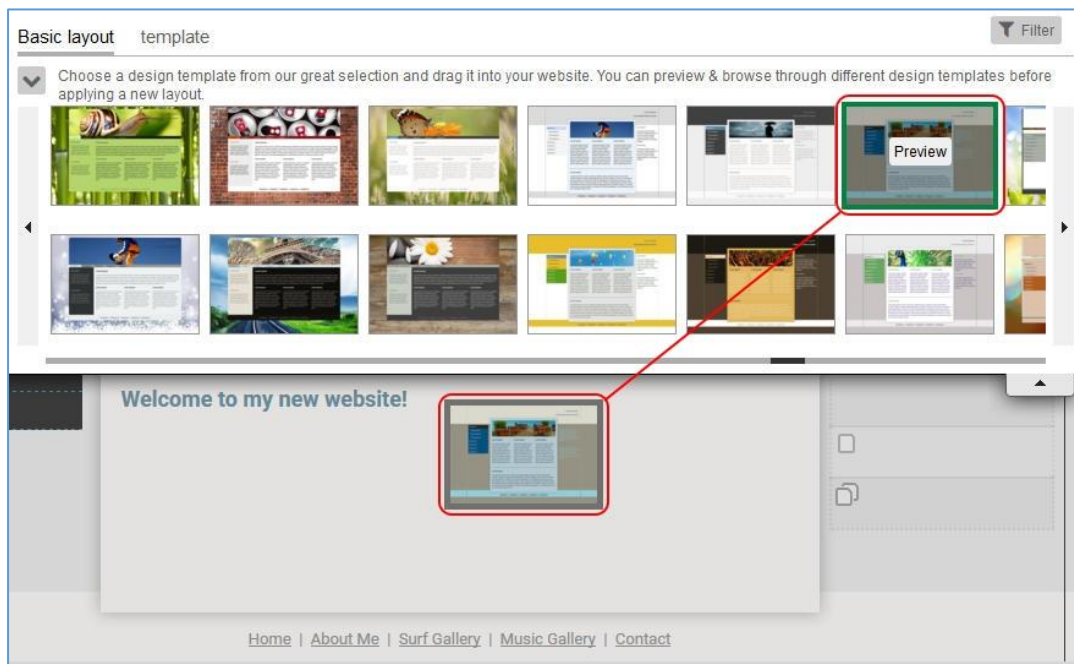 Basic layout template Filter
Choose a design template from our great selection and drag it into your website. You can preview & browse through different design templates before
applying a new layout.
Preview
Welcome to my new website!
Home | About Me | Surf Gallery | Music Gallery | Contact